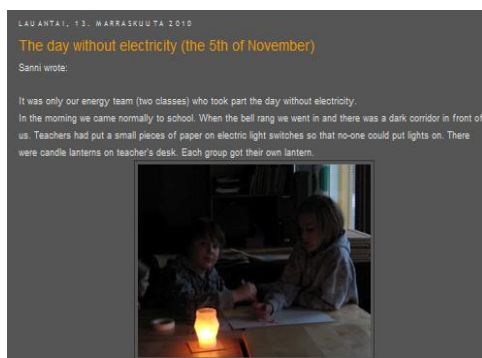 LAUANTAI, 13. MARRASKUUTA 2010
The day without electricity (the 5th of November)
Sanni wrote:
It was only our energy team (two classes) who took part the day without electricity.
In the morning we came normally to school. When the bell rang we went in and there was a dark corridor in front of
us. Teachers had put a small pieces of paper on electric light switches so that no-one could put lights on. There
were candle lanterns on teacher's desk. Each group got their own lantern.